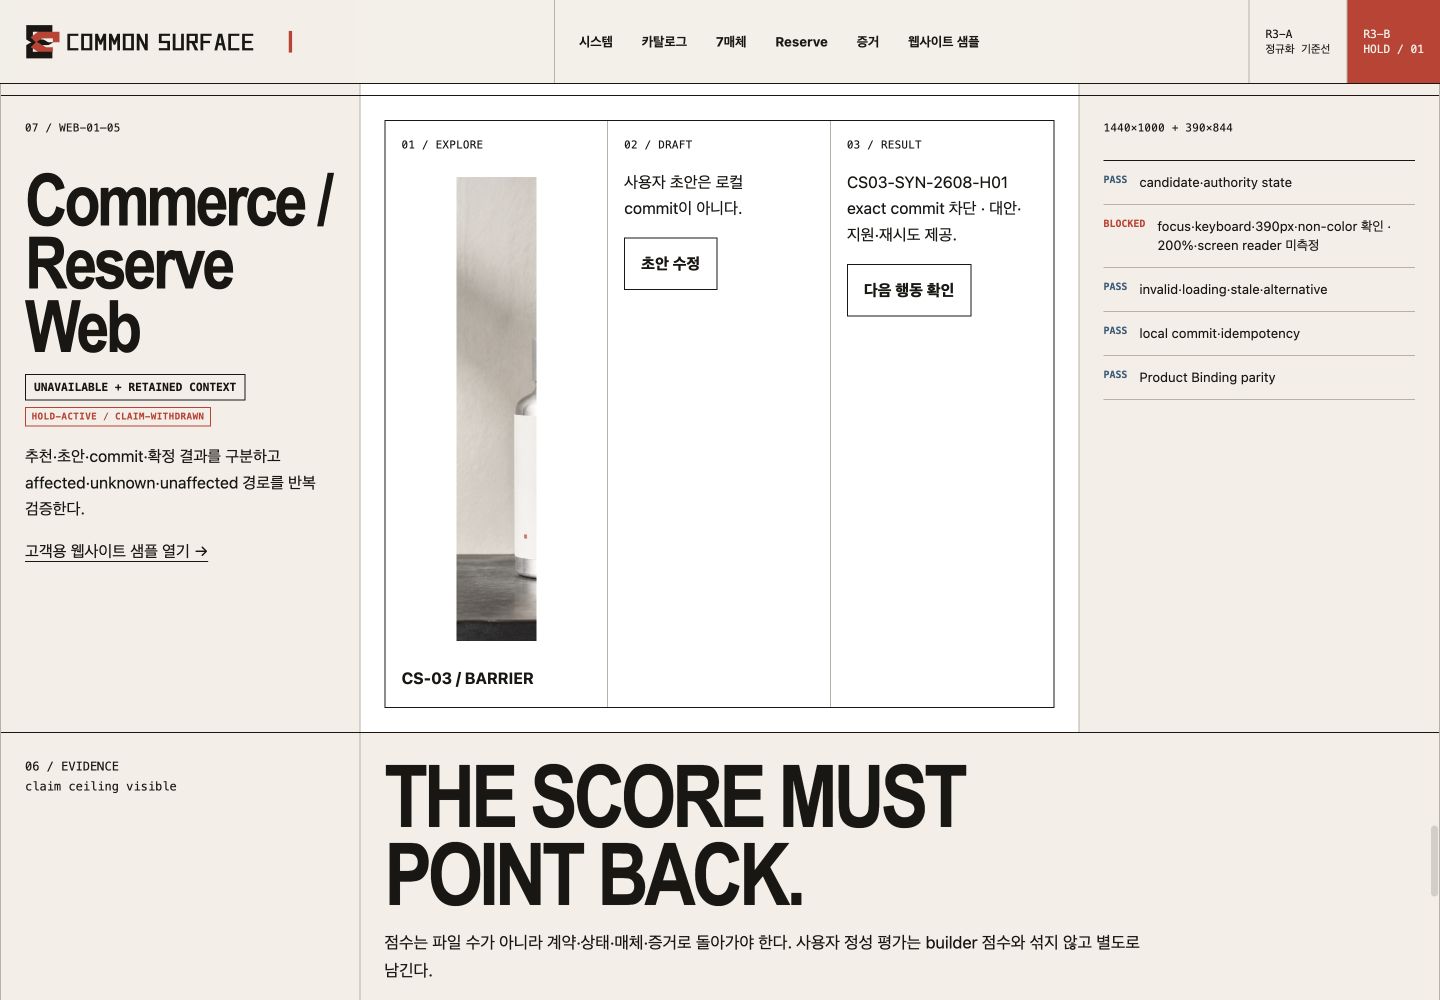 COMMON SURFACE
시스템
카탈로그
7매체
Reserve
증거
웹사이트 샘플
R3-A
정규화 기준선
R3-B
HOLD / 01
07 / WEB-01-05
Commerce /
Reserve
Web
UNAVAILABLE + RETAINED CONTEXT
HOLD-ACTIVE / CLAIM-WITHDRAWN
추천·초안·commit·확정 결과를 구분하고
affected·unknown·unaffected 경로를 반복
검증한다.
고객용 웹사이트 샘플 열기 →
01 / EXPLORE
CS-03 / BARRIER
02 / DRAFT
사용자 초안은 로컬
commit이 아니다.
초안 수정
03 / RESULT
CS03-SYN-2608-H01
exact commit 차단 · 대안·
지원·재시도 제공.
다음 행동 확인
1440×1000 + 390×844
PASS candidate·authority state
BLOCKED focus·keyboard·390px·non-color 확인 ·
200%·screen reader 미측정
PASS invalid·loading·stale·alternative
PASS local commit·idempotency
PASS Product Binding parity
06 / EVIDENCE
claim ceiling visible
THE SCORE MUST
POINT BACK.
점수는 파일 수가 아니라 계약·상태·매체·증거로 돌아가야 한다. 사용자 정성 평가는 builder 점수와 섞지 않고 별도로
남긴다.